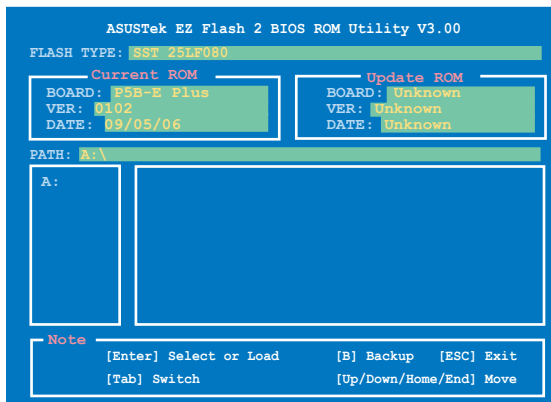 ASUSTek EZ Flash 2 BIOS ROM Utility V3.00
FLASH TYPE: SST 25LF080
Current ROM
BOARD: P5B-E Plus
VER: 0102
DATE: 09/05/06
Update ROM
BOARD: Unknown
VER: Unknown
DATE: Unknown
PATH: A:\
A:
Note
[Enter] Select or Load [B] Backup [ESC] Exit
[Tab] Switch [Up/Down/Home/End] Move